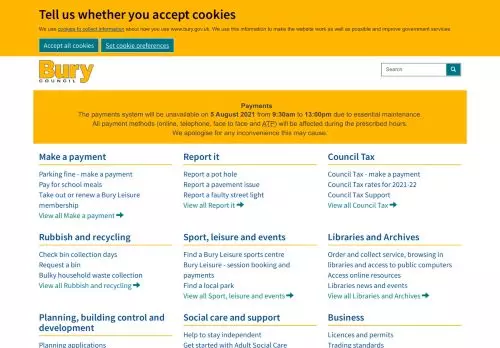 Tell us whether you accept cookies
We use cookies to collect information about how you use www.bury.gov.uk. We use this information to make the website work as well as possible and improve government services.
Accept all cookies
Set cookie preferences
Bury
COUNCIL
Search
Payments
The payments system will be unavailable on 5 August 2021 from 9:30am to 13:00pm due to essential maintenance.
All payment methods (online, telephone, face to face and ATP) will be affected during the prescribed hours.
We apologise for any inconvenience this may cause.
Make a payment
Parking fine - make a payment
Pay for school meals
Take out or renew a Bury Leisure
membership
View all Make a payment
Report it
Report a pot hole
Report a pavement issue
Report a faulty street light
View all Report it
Council Tax
Council Tax - make a payment
Council Tax rates for 2021-22
Council Tax Support
View all Council Tax
Rubbish and recycling
Check bin collection days
Request a bin
Bulky household waste collection
View all Rubbish and recycling
Sport, leisure and events
Find a Bury Leisure sports centre
Bury Leisure - session booking and
payments
Find a local park
View all Sport, leisure and events
Libraries and Archives
Order and collect service, browsing in
libraries and access to public computers
Access online resources
Libraries news and events
View all Libraries and Archives
Planning, building control and
development
Planning applications
Social care and support
Help to stay independent
Get started with Adult Social Care
Business
Licences and permits
Trading standards